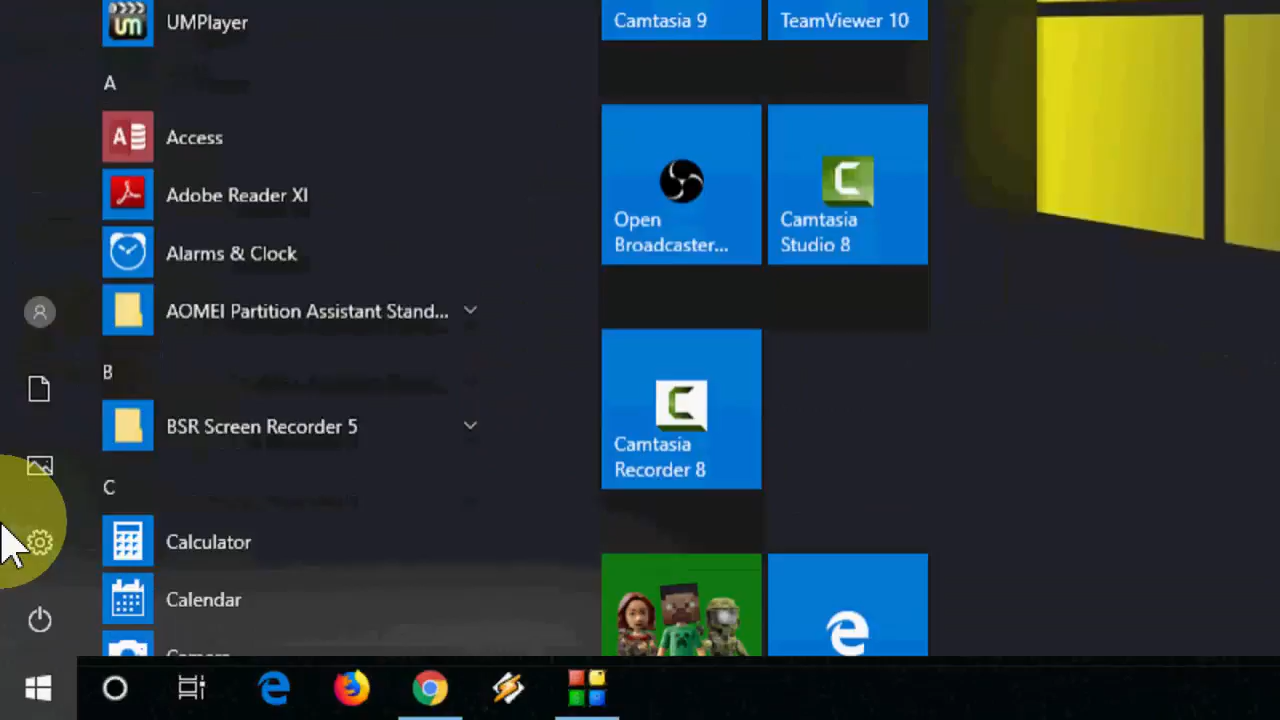 UMPlayer
A
Access
Adobe Reader XI
Alarms & Clock
AOMEI Partition Assistant Stand...
B
BSR Screen Recorder 5
C
Calculator
Calendar
Camtasia 9
TeamViewer 10
Open
Broadcaster...
Camtasia
Studio 8
Camtasia
Recorder 8